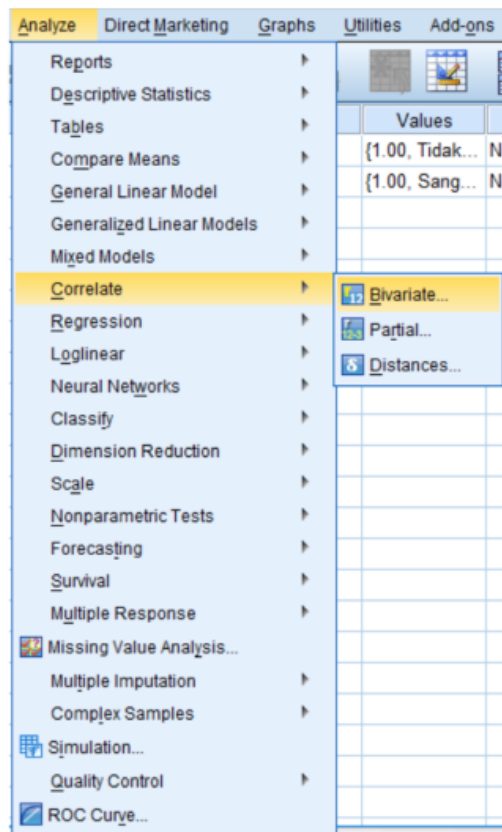 Analyze Direct Marketing Graphs Utilities Add-ons
Reports
Descriptive Statistics
Tables
Compare Means
General Linear Model
Generalized Linear Models
Mixed Models
Correlate
Regression
Loglinear
Neural Networks
Classify
Dimension Reduction
Scale
Nonparametric Tests
Forecasting
Survival
Multiple Response
Missing Value Analysis...
Multiple Imputation
Complex Samples
Simulation...
Quality Control
ROC Curve...
Bivariate...
Partial...
Distances...
Values
{1.00, Tidak... N
{1.00, Sang... N